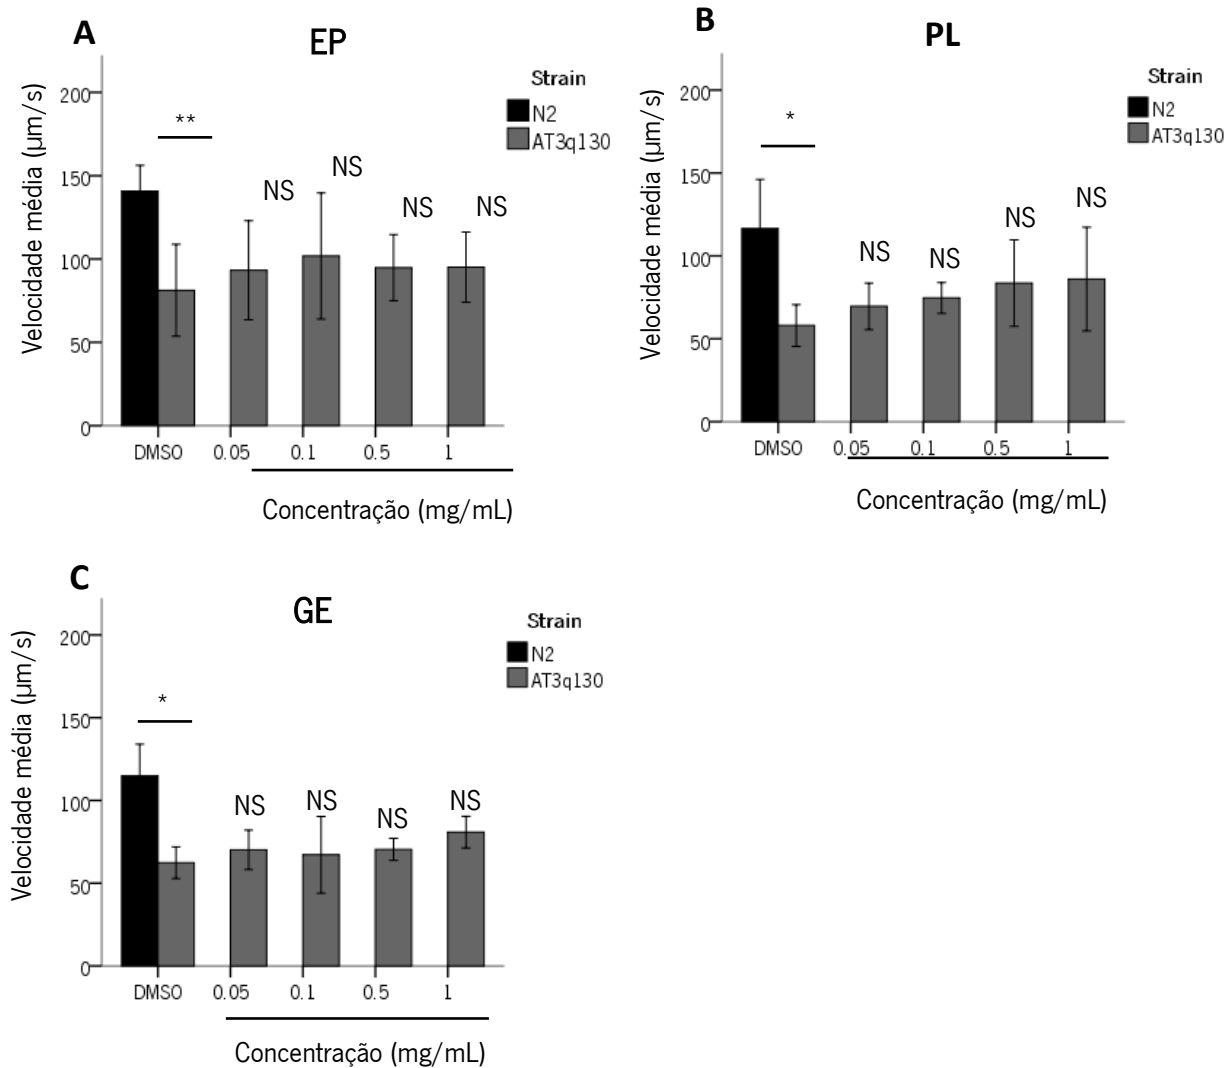 A
EP
Velocidade média (µm/s)
200
150
100
50
0
**
NS
NS
NS
NS
Strain
N2
AT3q130
DMSO 0.05 0.1 0.5 1
Concentração (mg/mL)
B
PL
Velocidade média (µm/s)
200
150
100
50
0
*
NS
NS
NS
NS
Strain
N2
AT3q130
DMSO 0.05 0.1 0.5 1
Concentração (mg/mL)
C
GE
Velocidade média (µm/s)
200
150
100
50
0
*
NS
NS
NS
NS
Strain
N2
AT3q130
DMSO 0.05 0.1 0.5 1
Concentração (mg/mL)